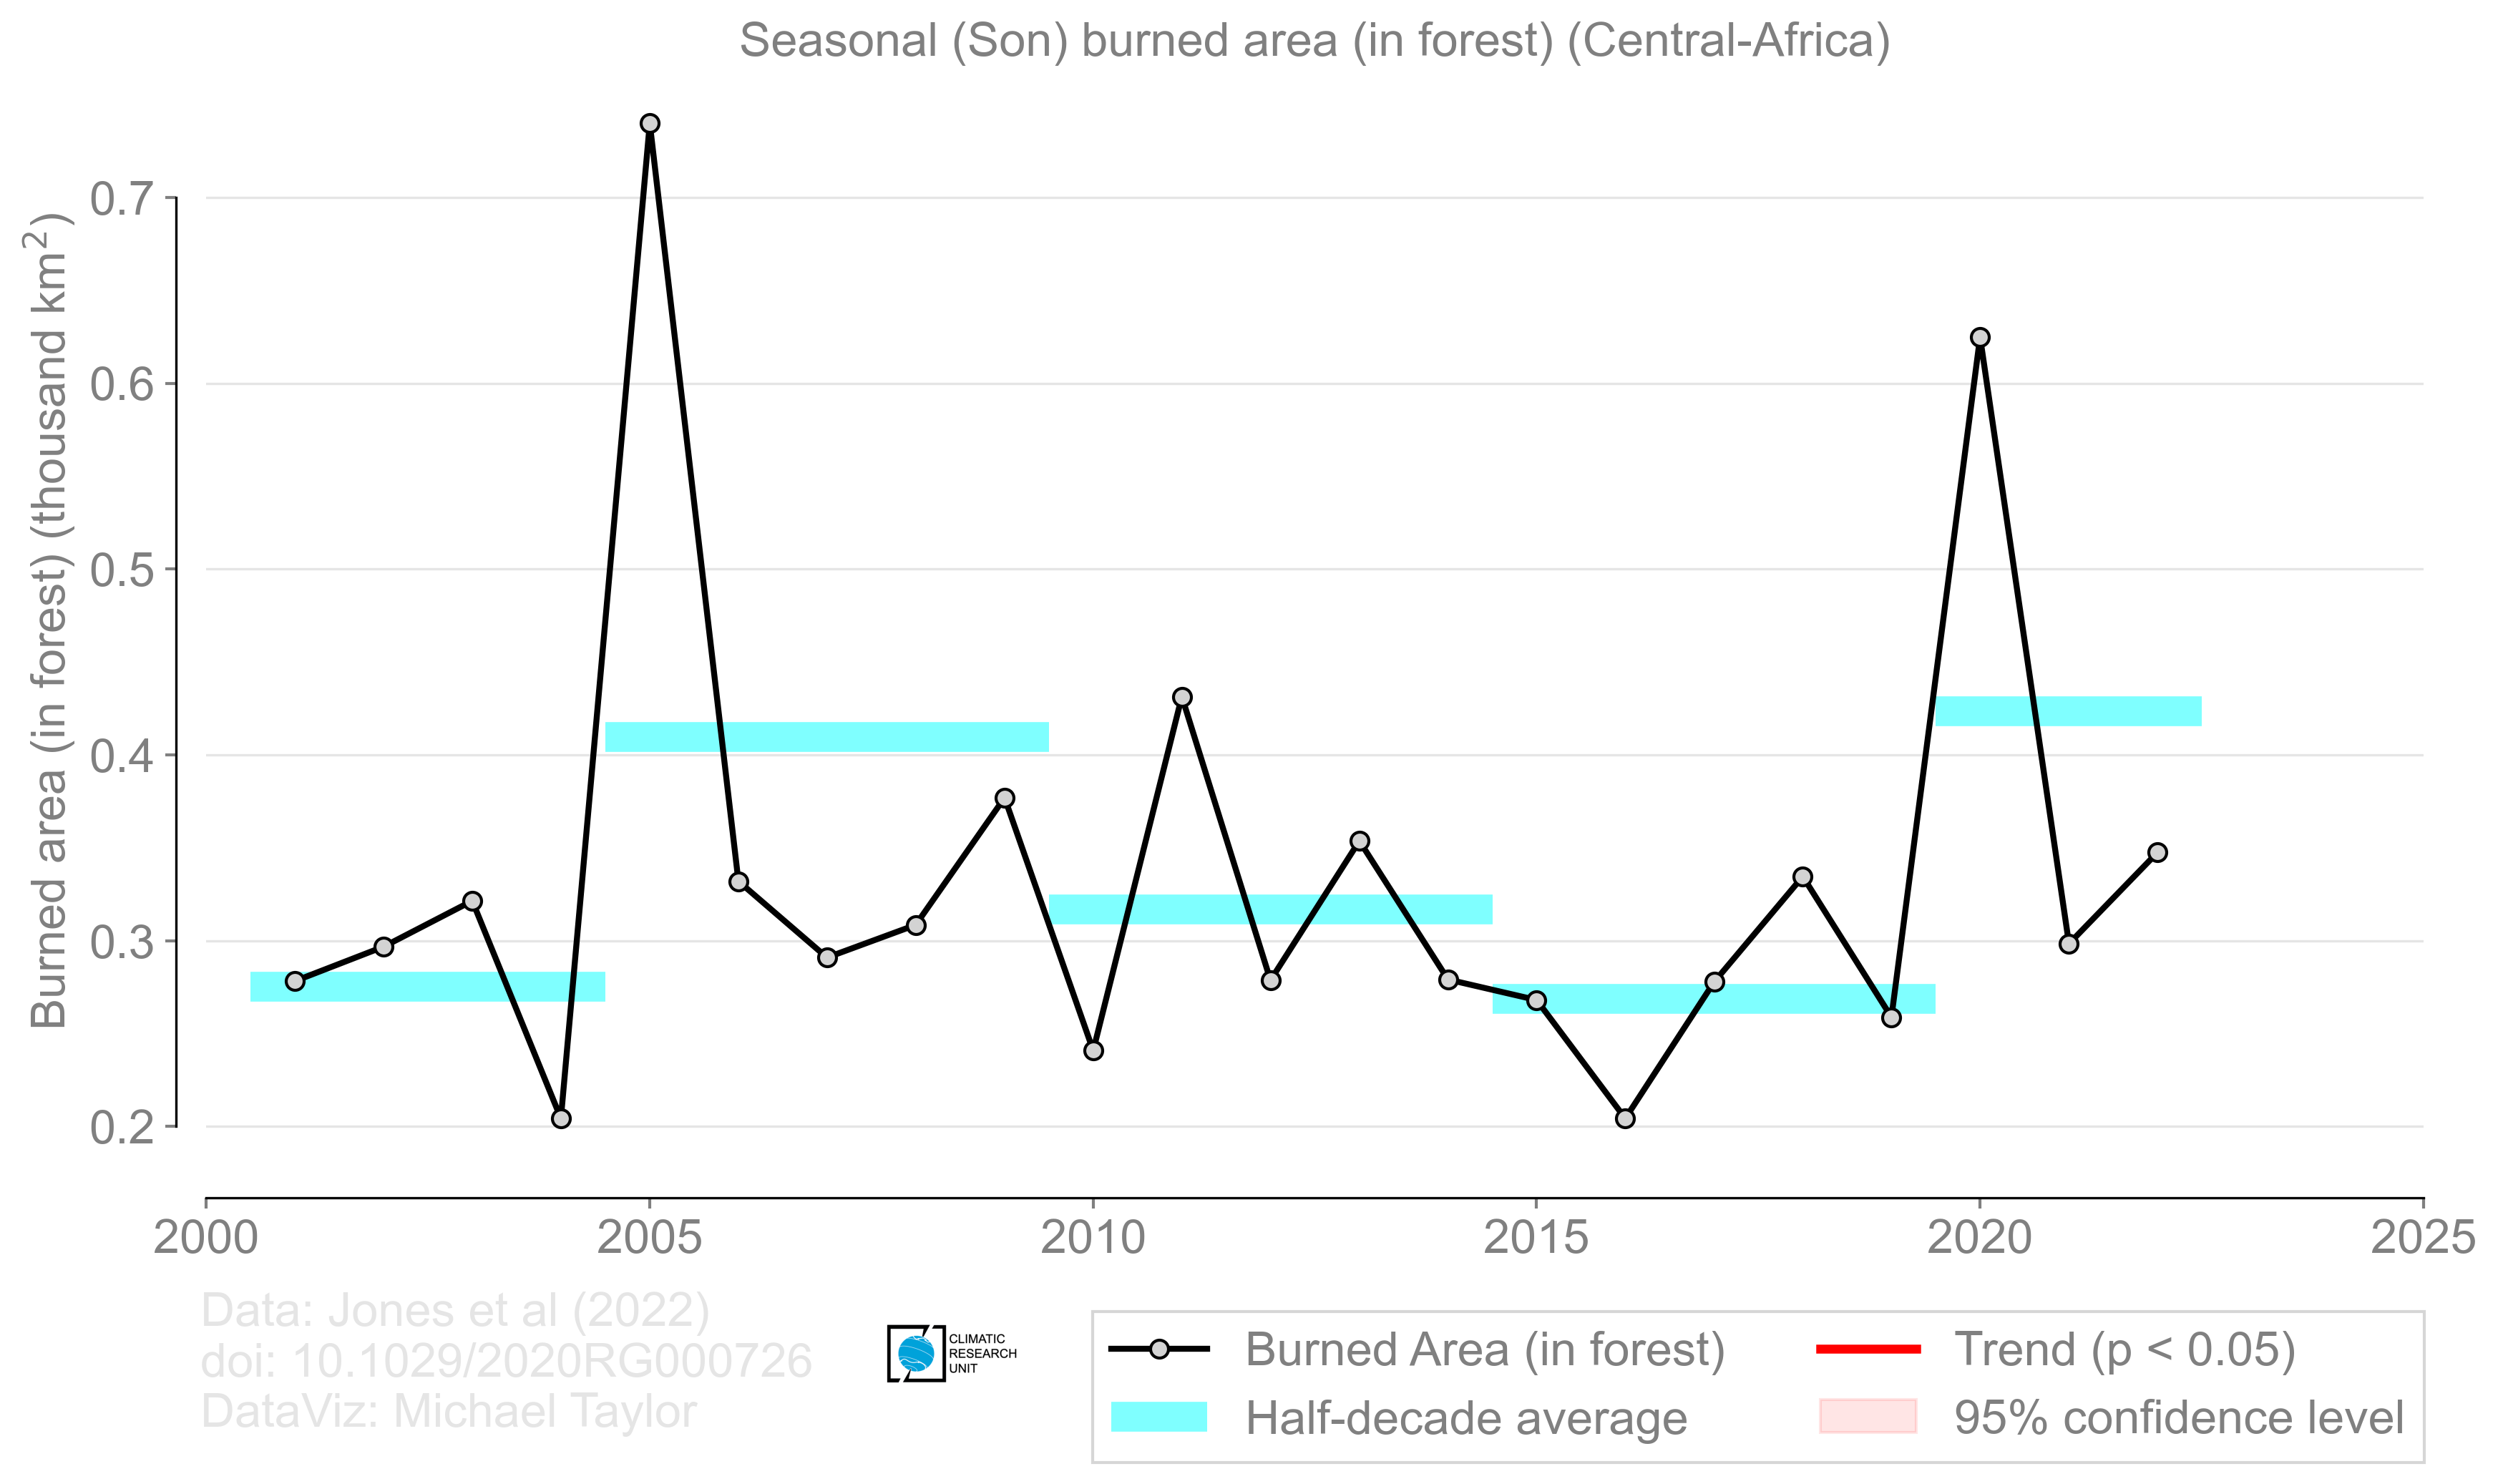 Seasonal (Son) burned area (in forest) (Central-Africa)
Burned area (in forest) (thousand km²)
0.7
0.6
0.5
0.4
0.3
0.2
2000
2005
2010
2015
2020
2025
Data: Jones et al (2022)
doi: 10.1029/2020RG000726
DataViz: Michael Taylor
CLIMATIC
RESEARCH
UNIT
Burned Area (in forest)
Half-decade average
Trend (p < 0.05)
95% confidence level